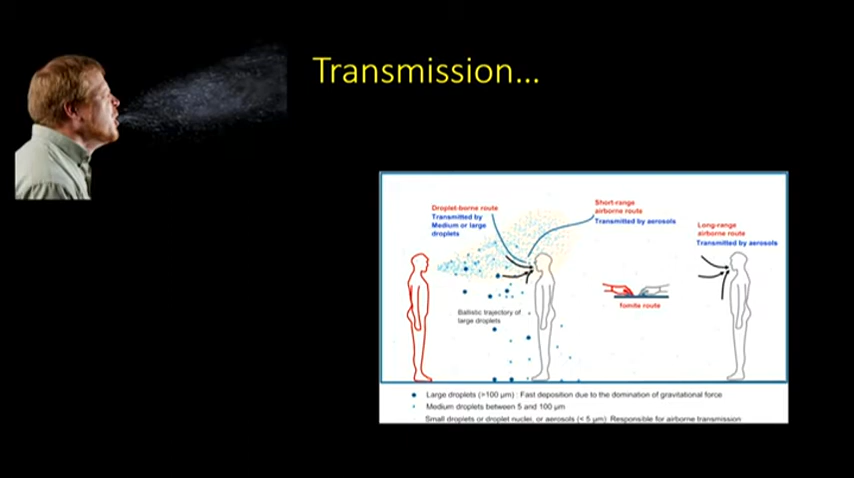 Transmission...
Droplet-borne route
Transmitted by
Medium or large
droplets
Short-range
airborne route
Transmitted by aerosols
Long-range
airborne route
Transmitted by aerosols
Ballistic trajectory of
large droplets
fomite route
Large droplets (>100 μm) : Fast deposition due to the domination of gravitational force
Medium droplets between 5 and 100 μm
Small droplets or droplet nuclei, or aerosols (< 5 μm) Responsible for airborne transmission